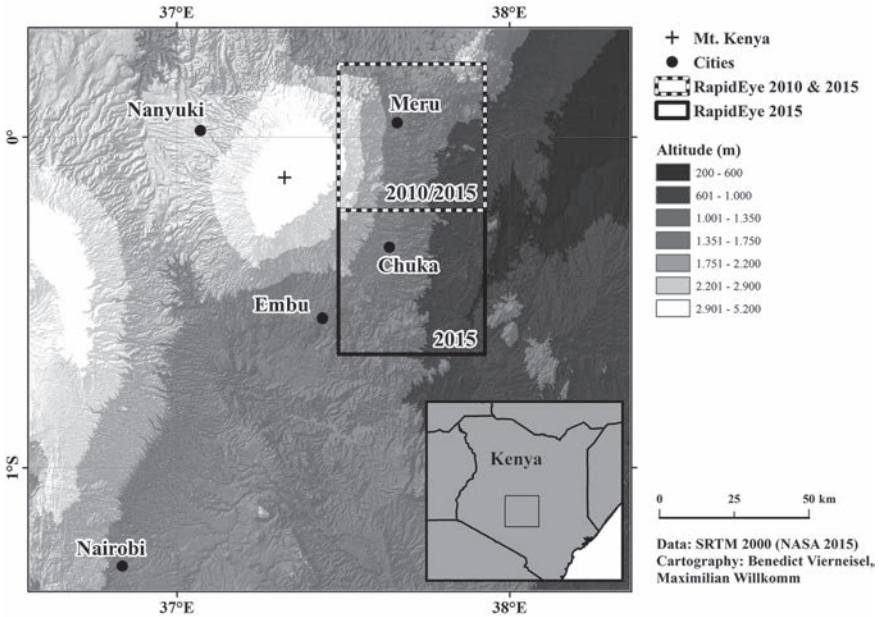 37°E
38°E
Nanyuki
Meru
0°
2010/2015
Chuka
Embu
2015
Kenya
1°S
Nairobi
37°E
38°E
Mt. Kenya
Cities
RapidEye 2010 & 2015
RapidEye 2015
Altitude (m)
200 - 600
601 - 1.000
1.001 - 1.350
1.351 - 1.750
1.751 - 2.200
2.201 - 2.900
2.901 - 5.200
0 25 50 km
Data: SRTM 2000 (NASA 2015)
Cartography: Benedict Vierneisel,
Maximilian Willkomm